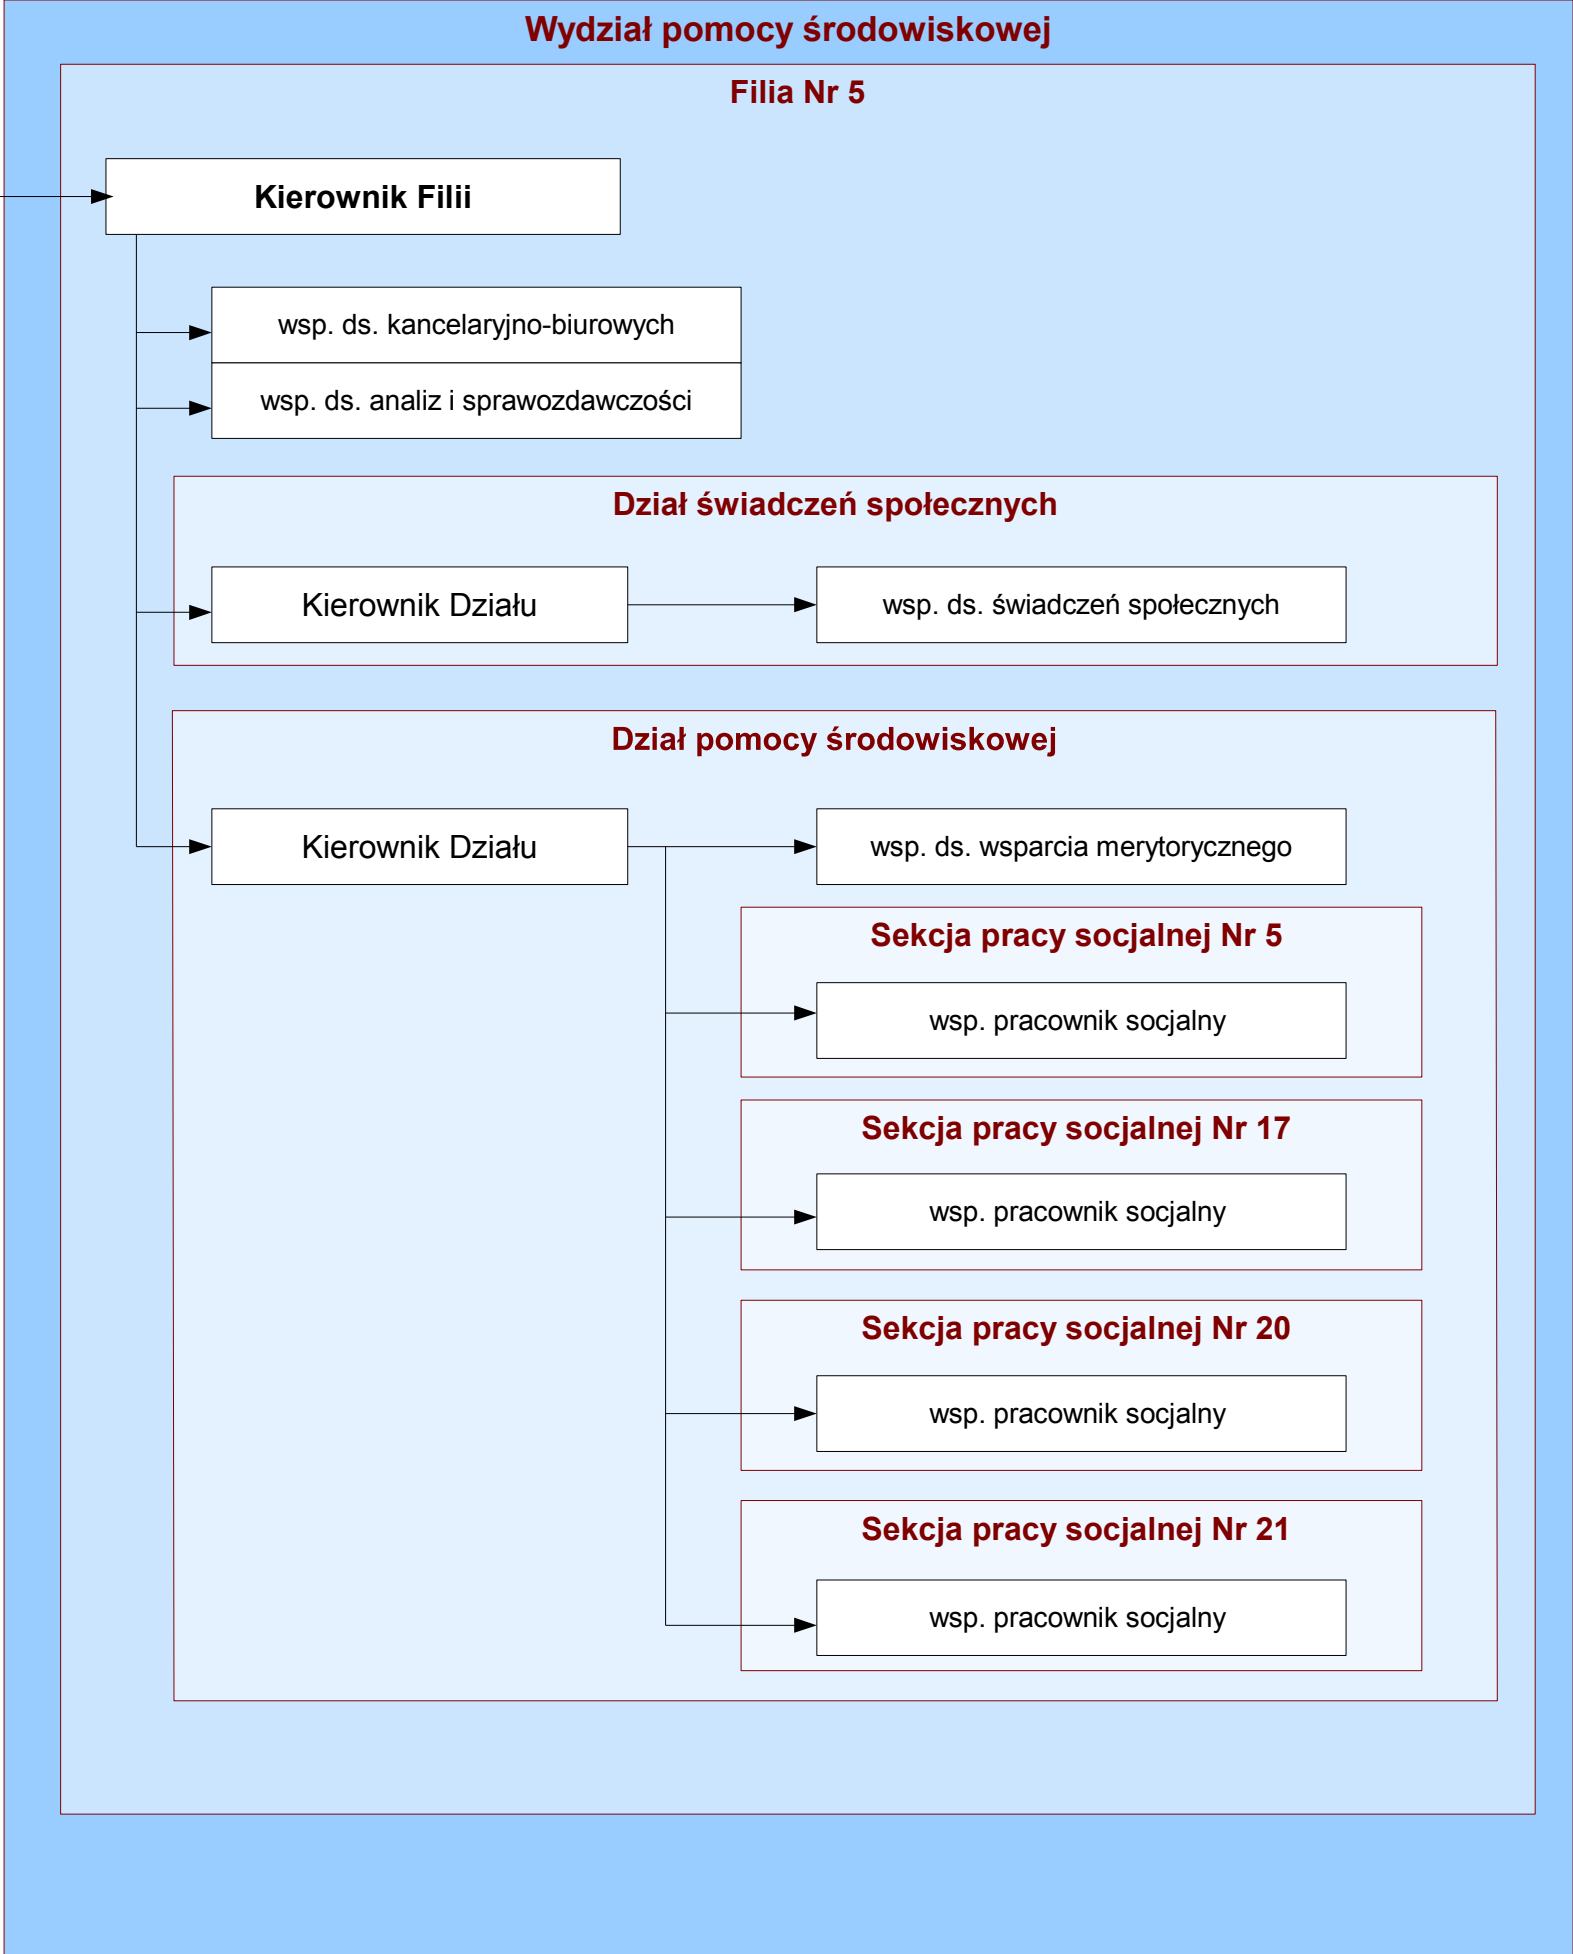 Wydział pomocy środowiskowej
Filia Nr 5
Kierownik Filii
wsp. ds. kancelaryjno-biurowych
wsp. ds. analiz i sprawozdawczości
Dział świadczeń społecznych
Kierownik Działu
wsp. ds. świadczeń społecznych
Dział pomocy środowiskowej
Kierownik Działu
wsp. ds. wsparcia merytorycznego
Sekcja pracy socjalnej Nr 5
wsp. pracownik socjalny
Sekcja pracy socjalnej Nr 17
wsp. pracownik socjalny
Sekcja pracy socjalnej Nr 20
wsp. pracownik socjalny
Sekcja pracy socjalnej Nr 21
wsp. pracownik socjalny